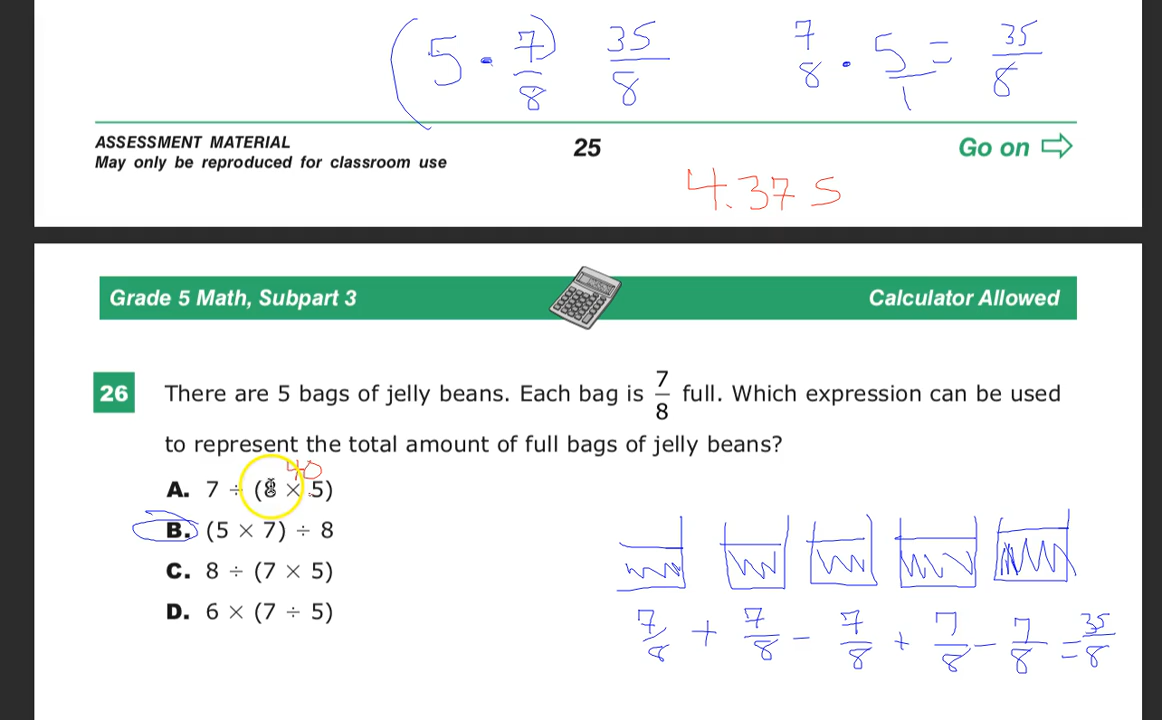 (5 · 7/8) 35/8 7/8 · 5/1 = 35/8
ASSESSMENT MATERIAL
May only be reproduced for classroom use
25
Go on
4.375
Grade 5 Math, Subpart 3
Calculator Allowed
26 There are 5 bags of jelly beans. Each bag is 7/8 full. Which expression can be used
to represent the total amount of full bags of jelly beans?
40
A. 7 ÷ (8 × 5)
B. (5 × 7) ÷ 8
C. 8 ÷ (7 × 5)
D. 6 × (7 ÷ 5)
7/8 + 7/8 - 7/8 + 7/8 - 7/8 = 35/8